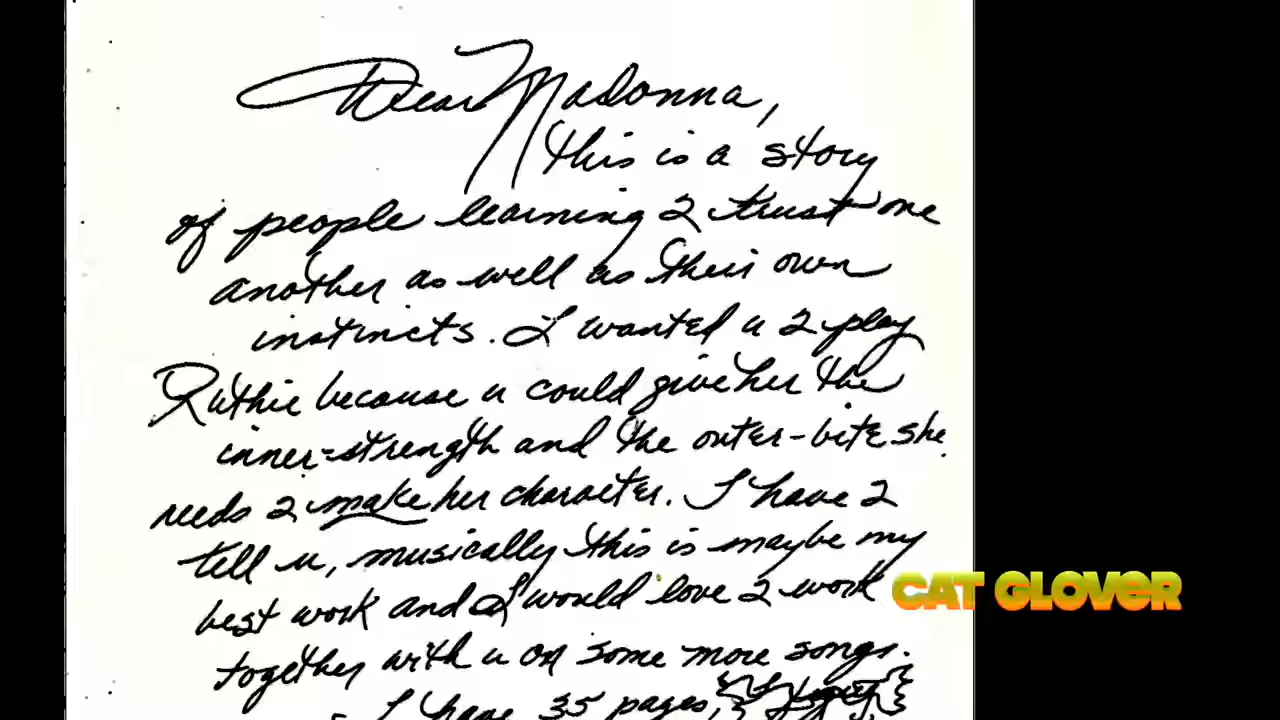 Dear Madonna,
this is a story
of people learning 2 trust one
another as well as their own
instincts. I wanted u 2 play
Ruthie because u could give her the
inner-strength and the outer-bite she
needs 2 make her character. I have 2
tell u, musically this is maybe my
best work and I would love 2 work
CAT GLOVER
together with u on some more songs.
I have 35 pages,